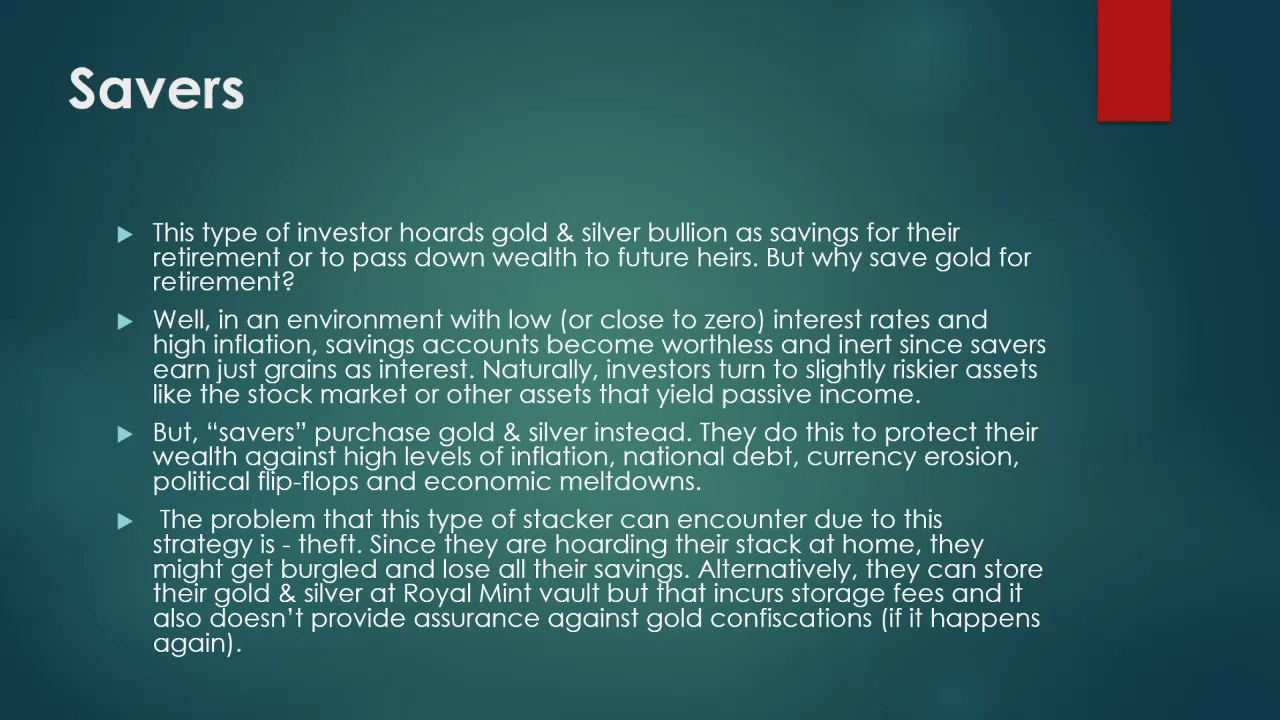 Savers
This type of investor hoards gold & silver bullion as savings for their
retirement or to pass down wealth to future heirs. But why save gold for
retirement?
Well, in an environment with low (or close to zero) interest rates and
high inflation, savings accounts become worthless and inert since savers
earn just grains as interest. Naturally, investors turn to slightly riskier assets
like the stock market or other assets that yield passive income.
But, “savers” purchase gold & silver instead. They do this to protect their
wealth against high levels of inflation, national debt, currency erosion,
political flip-flops and economic meltdowns.
The problem that this type of stacker can encounter due to this
strategy is - theft. Since they are hoarding their stack at home, they
might get burgled and lose all their savings. Alternatively, they can store
their gold & silver at Royal Mint vault but that incurs storage fees and it
also doesn’t provide assurance against gold confiscations (if it happens
again).